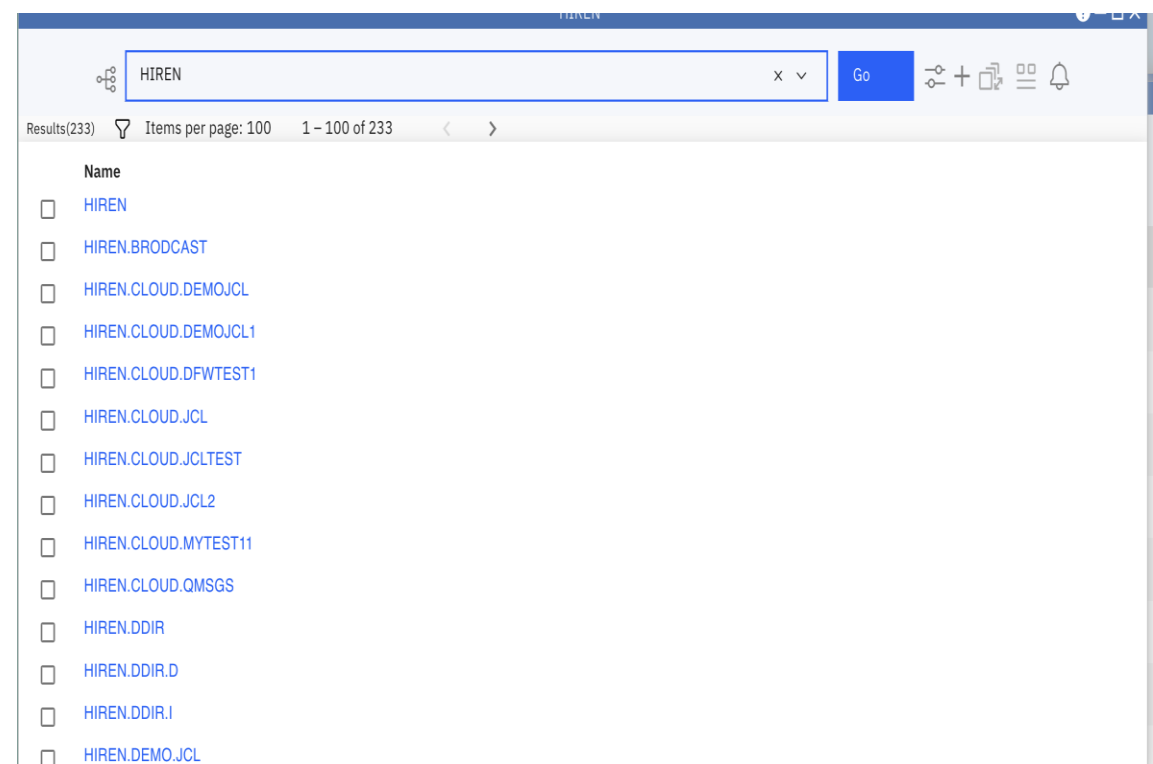 HIREN
HIREN X Go
Results(233) Items per page: 100 1 – 100 of 233
Name
HIREN
HIREN.BRODCAST
HIREN.CLOUD.DEMOJCL
HIREN.CLOUD.DEMOJCL1
HIREN.CLOUD.DFWTEST1
HIREN.CLOUD.JCL
HIREN.CLOUD.JCLTEST
HIREN.CLOUD.JCL2
HIREN.CLOUD.MYTEST11
HIREN.CLOUD.QMSGS
HIREN.DDIR
HIREN.DDIR.D
HIREN.DDIR.I
HIREN.DEMO.JCL